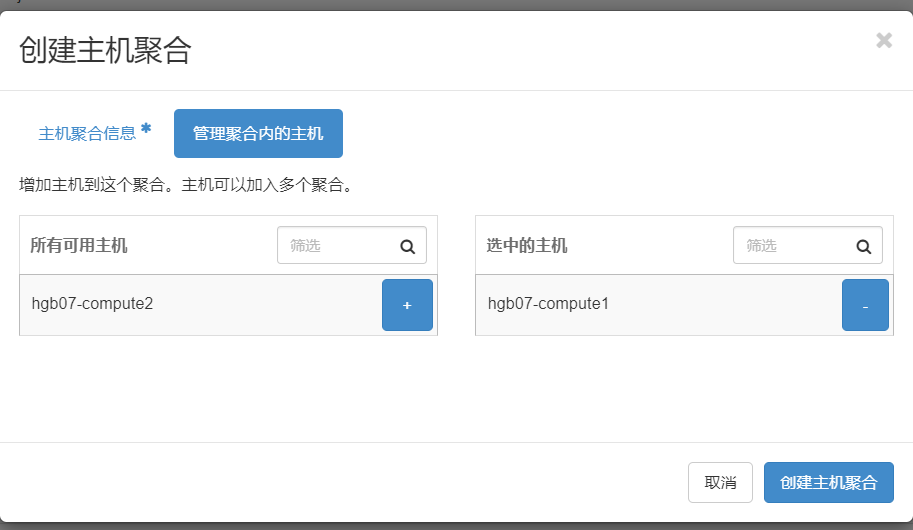 创建主机聚合
×
主机聚合信息 *
管理聚合内的主机
增加主机到这个聚合。主机可以加入多个聚合。
所有可用主机
筛选
选中的主机
筛选
hgb07-compute2
+
hgb07-compute1
-
取消
创建主机聚合